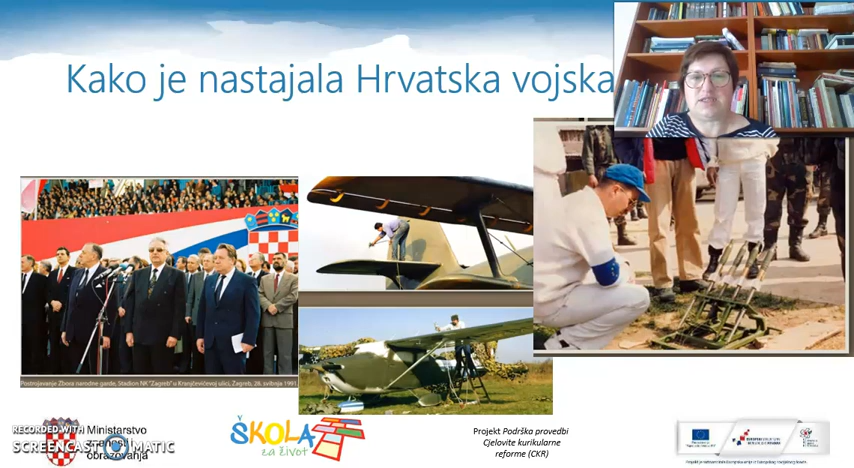 Kako je nastajala Hrvatska vojska
Postrojavanje Zbora narodne garde, Stadion NK "Zagreb" u Kranjčevićevoj ulici, Zagreb, 28. svibnja 1991.
RECORDED WITH
SCREENCAST MATIC
Ministarstvo
obrazovanja
ŠKOLA
za život
Projekt Podrška provedbi
Cjelovite kurikularne
reforme (CKR)